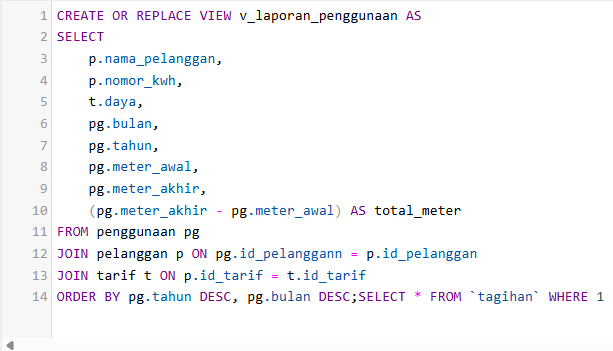 1 CREATE OR REPLACE VIEW v_laporan_penggunaan AS
2 SELECT
3     p.nama_pelanggan,
4     p.nomor_kwh,
5     t.daya,
6     pg.bulan,
7     pg.tahun,
8     pg.meter_awal,
9     pg.meter_akhir,
10     (pg.meter_akhir - pg.meter_awal) AS total_meter
11 FROM penggunaan pg
12 JOIN pelanggan p ON pg.id_pelanggann = p.id_pelanggan
13 JOIN tarif t ON p.id_tarif = t.id_tarif
14 ORDER BY pg.tahun DESC, pg.bulan DESC;SELECT * FROM `tagihan` WHERE 1